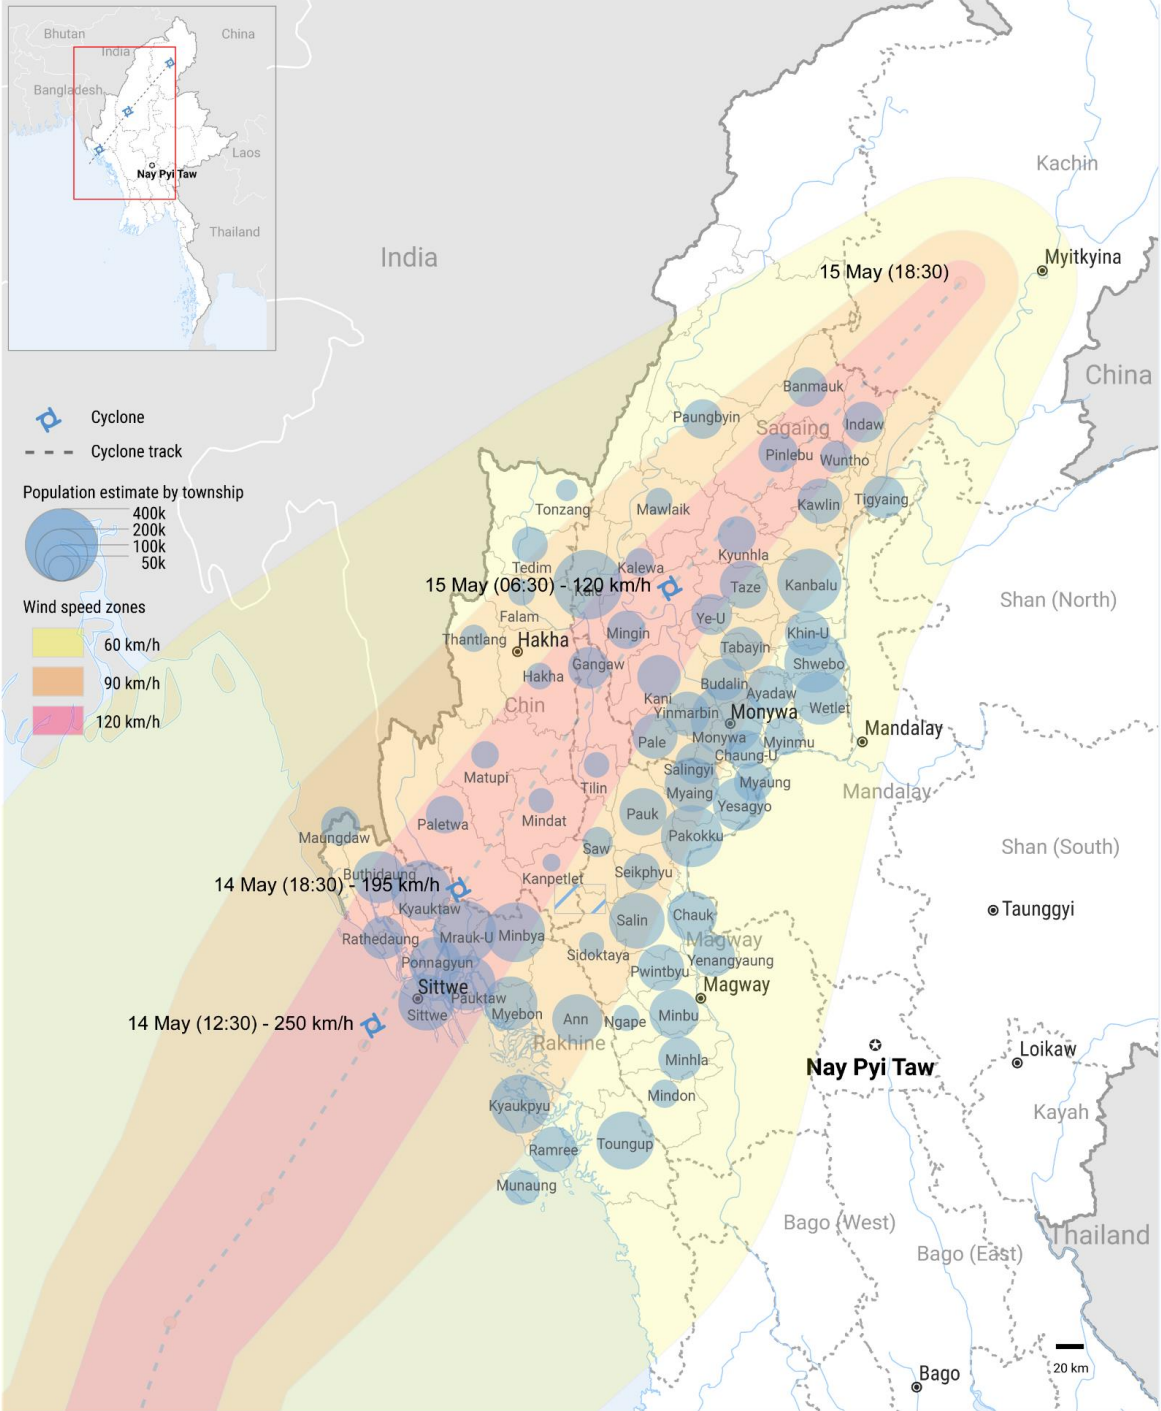 Bhutan
China
India
Bangladesh
Laos
Nay Pyi Taw
Thailand
Kachin
India
Myitkyina
15 May (18:30)
China
Banmauk
Paungbyin
Indaw
Sagaing
Pinlebu
Wuntho
Cyclone
Cyclone track
Population estimate by township
400k
200k
100k
50k
Tonzang
Mawlaik
Kawlin
Tigyaing
Kyunhla
Tedim
Kalewa
15 May (06:30) - 120 km/h
Kale
Taze
Kanbalu
Shan (North)
Wind speed zones
60 km/h
90 km/h
120 km/h
Falam
Ye-U
Thantlang
Hakha
Mingin
Khin-U
Tabayin
Gangaw
Shwebo
Hakha
Budalin
Ayadaw
Kani
Chin
Yinmarbin
Monywa
Wetlet
Mandalay
Pale
Monywa
Myinmu
Chaung-U
Salingyi
Matupi
Tilin
Myaing
Myaung
Mandalay
Yesagyo
Paletwa
Mindat
Pauk
Maungdaw
Pakokku
Saw
Shan (South)
Buthidaung
Kanpetlet
Seikphyu
14 May (18:30) - 195 km/h
Kyauktaw
Salin
Chauk
Taunggyi
Rathedaung
Mrauk-U
Minbya
Magway
Sidoktaya
Yenangyaung
Ponnagyun
Pwintbyu
Sittwe
Magway
Pauktaw
Sittwe
Myebon
Ann
Ngape
Minbu
14 May (12:30) - 250 km/h
Rakhine
Minhla
Nay Pyi Taw
Loikaw
Mindon
Kyaukpyu
Kayah
Toungup
Ramree
Munaung
Bago (West)
Thailand
Bago (East)
20 km
Bago